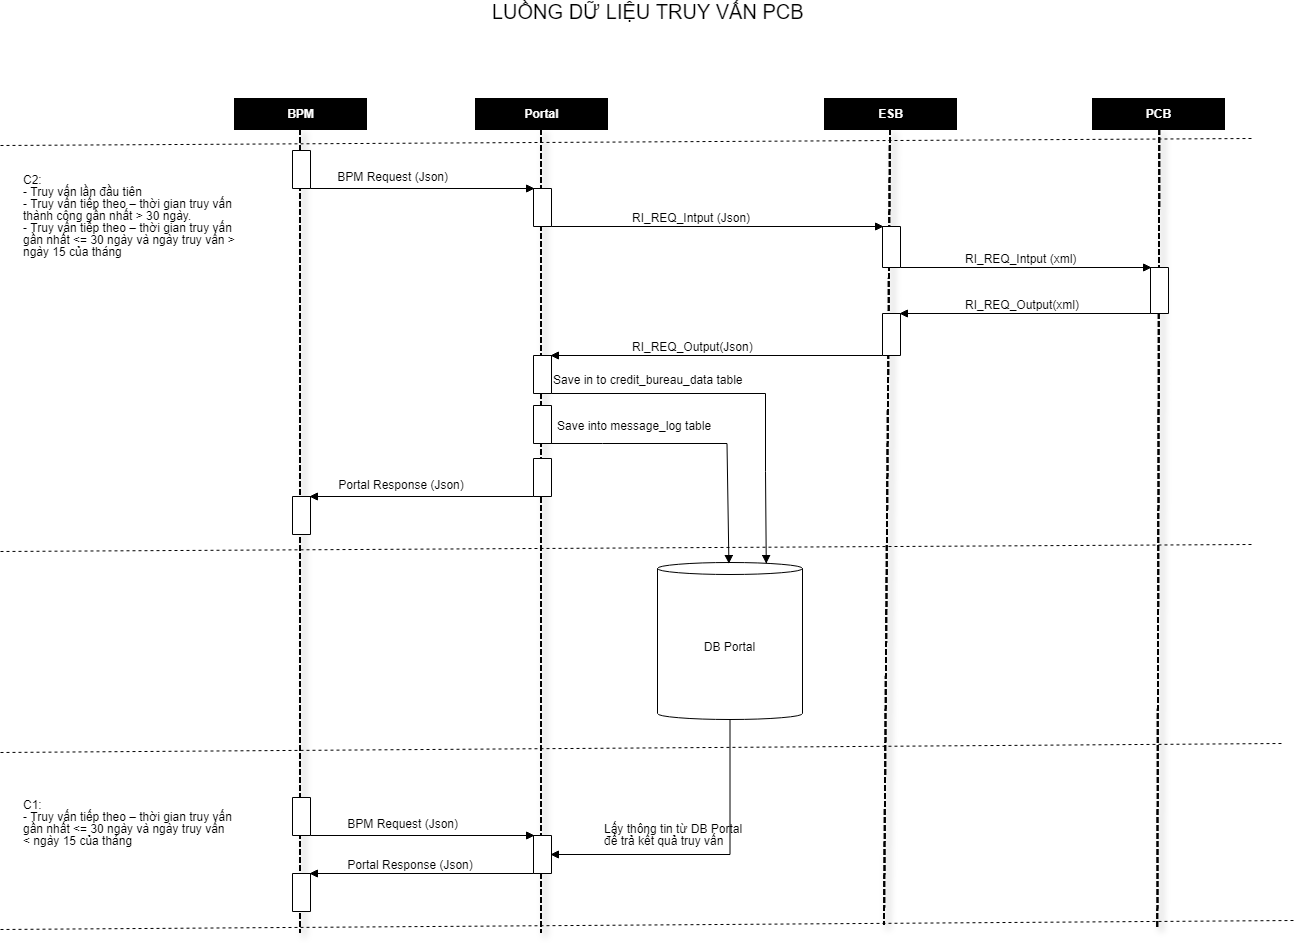 LUỒNG DỮ LIỆU TRUY VẤN PCB
BPM
Portal
ESB
PCB
C2:
- Truy vấn lần đầu tiên
- Truy vấn tiếp theo – thời gian truy vấn
thành công gần nhất > 30 ngày.
- Truy vấn tiếp theo – thời gian truy vấn
gần nhất <= 30 ngày và ngày truy vấn >
ngày 15 của tháng
BPM Request (Json)
RI_REQ_Intput (Json)
RI_REQ_Intput (xml)
RI_REQ_Output(xml)
RI_REQ_Output(Json)
Save in to credit_bureau_data table
Save into message_log table
Portal Response (Json)
DB Portal
C1:
- Truy vấn tiếp theo – thời gian truy vấn
gần nhất <= 30 ngày và ngày truy vấn
< ngày 15 của tháng
BPM Request (Json)
Lấy thông tin từ DB Portal
để trả kết quả truy vấn
Portal Response (Json)